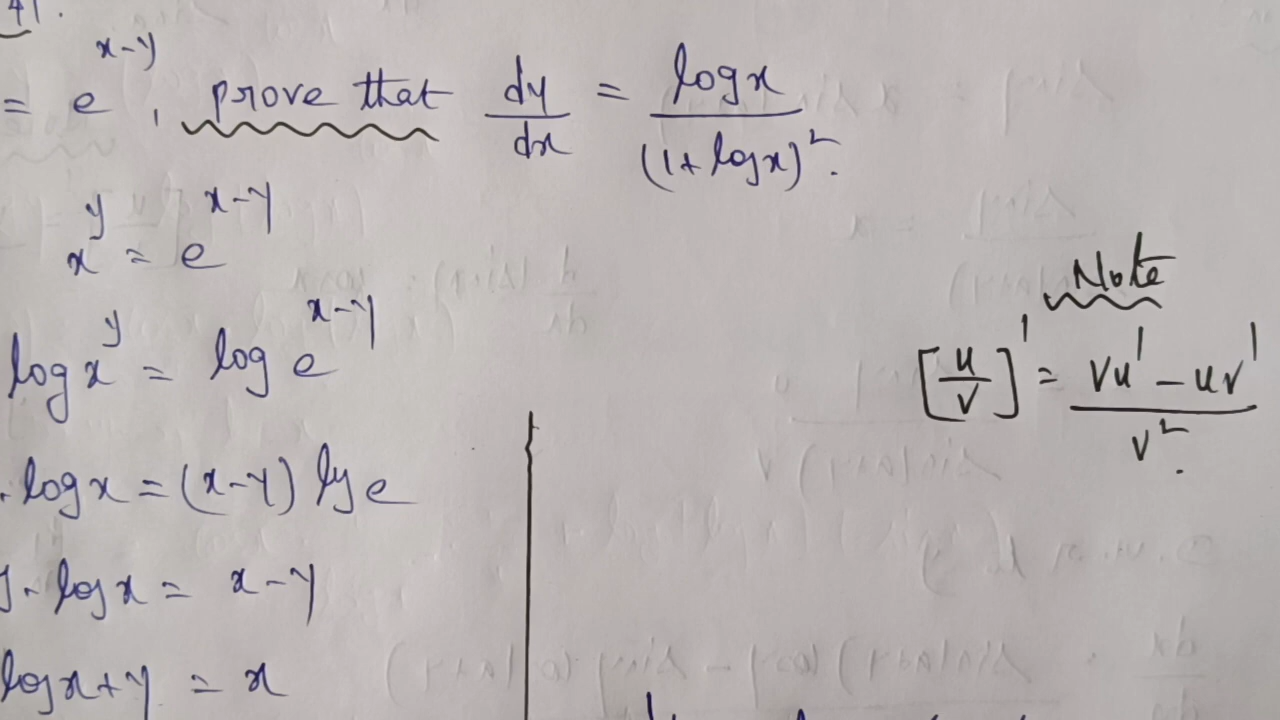 41.
= e^{x-y}, prove that dy/dx = log x/(1+log x)^2.
x^y = e^{x-y}
log x^y = log e^{x-y}
. log x = (x-y) log e
y. log x = x-y
log x + y = x
Note
[u/v]' = vu' - uv'/v^2.